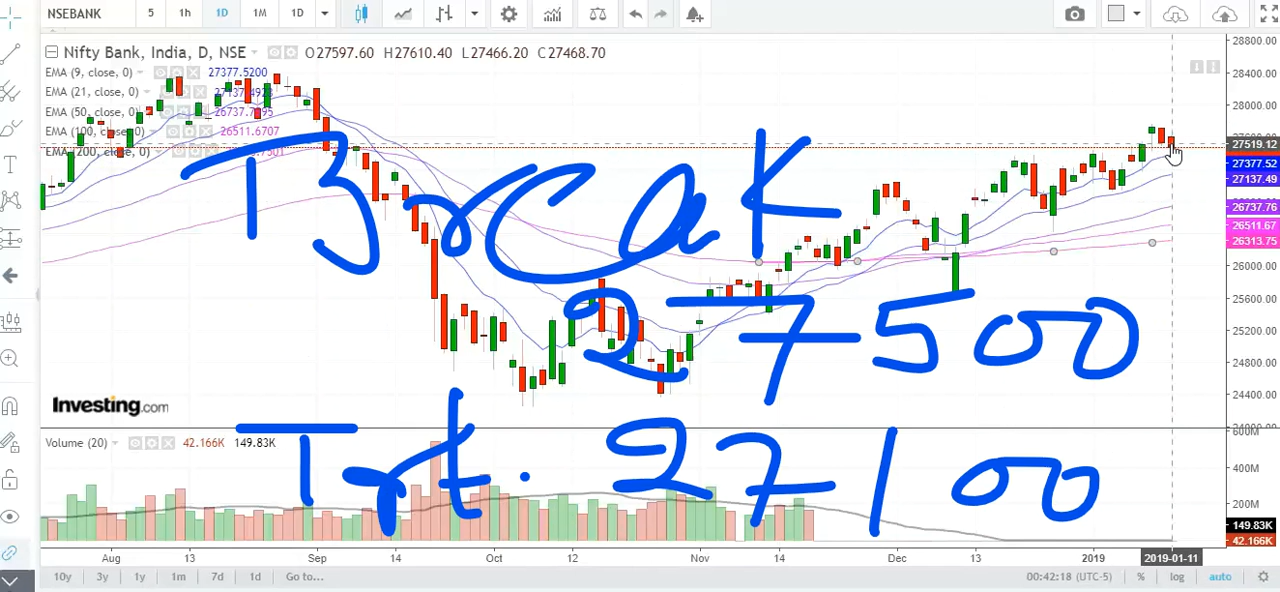 NSEBANK 5 1h 1D 1M 1D
Nifty Bank, India, D, NSE O27597.60 H27610.40 L27466.20 C27468.70
EMA (9, close, 0) 27377.5200
EMA (21, close, 0)
EMA (50, close, 0)
EMA (100, close, 0) 26511.6707
EMA (200, close, 0)
28800.00
28400.00
28000.00
27519.12
27377.52
27137.49
26737.76
26511.67
26313.75
26000.00
25600.00
25200.00
24800.00
24400.00
Break
27500
Trt. 27100
Investing.com
Volume (20) 42.166K 149.83K
600M
400M
200M
149.83K
42.166K
Aug 13 Sep 14 Oct 12 Nov 14 Dec 13 2019 2019-01-11
10y 3y 1y 1m 7d 1d Go to... 00:42:18 (UTC-5) % log auto